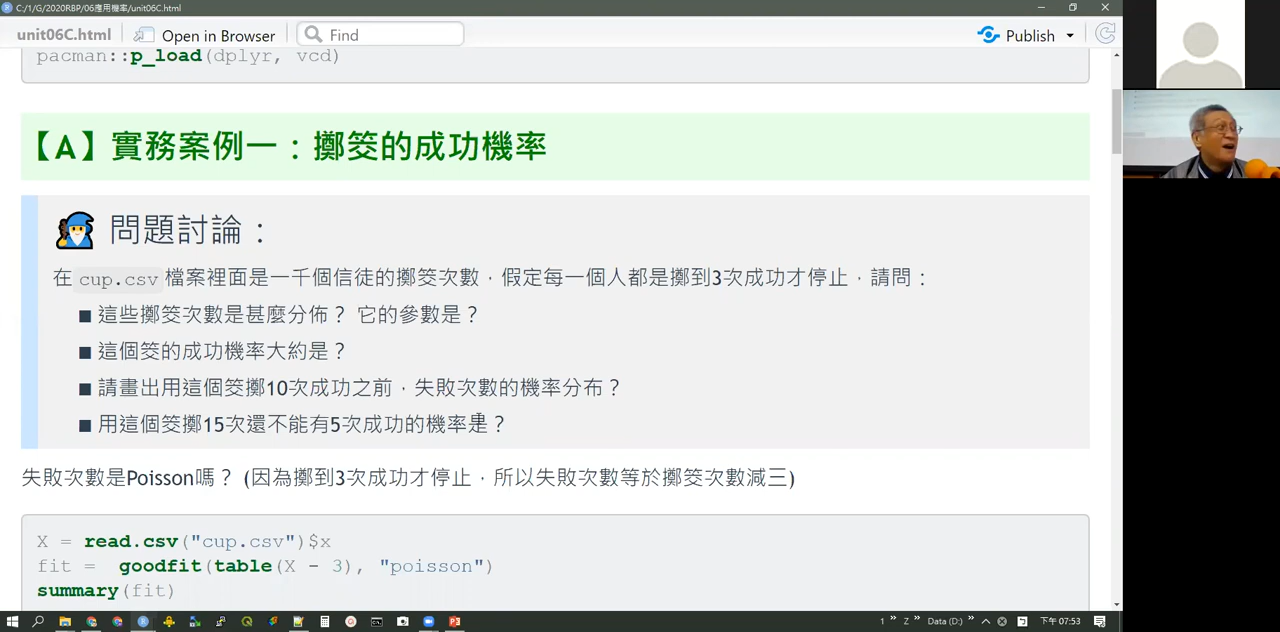 C:/1/G/2020RBP/06應用機率/unit06C.html
unit06C.html Open in Browser Find Publish
pacman::p_load(dplyr, vcd)
【A】實務案例一：擲筊的成功機率
問題討論：
在 cup.csv 檔案裡面是一千個信徒的擲筊次數，假定每一個人都是擲到3次成功才停止，請問：
■ 這些擲筊次數是甚麼分佈？ 它的參數是？
■ 這個筊的成功機率大約是？
■ 請畫出用這個筊擲10次成功之前，失敗次數的機率分布？
■ 用這個筊擲15次還不能有5次成功的機率是？
失敗次數是Poisson嗎？ (因為擲到3次成功才停止，所以失敗次數等於擲筊次數減三)
X = read.csv("cup.csv")$x
fit =  goodfit(table(X - 3), "poisson")
summary(fit)
1 » Z » Data (D:) » 下午 07:53